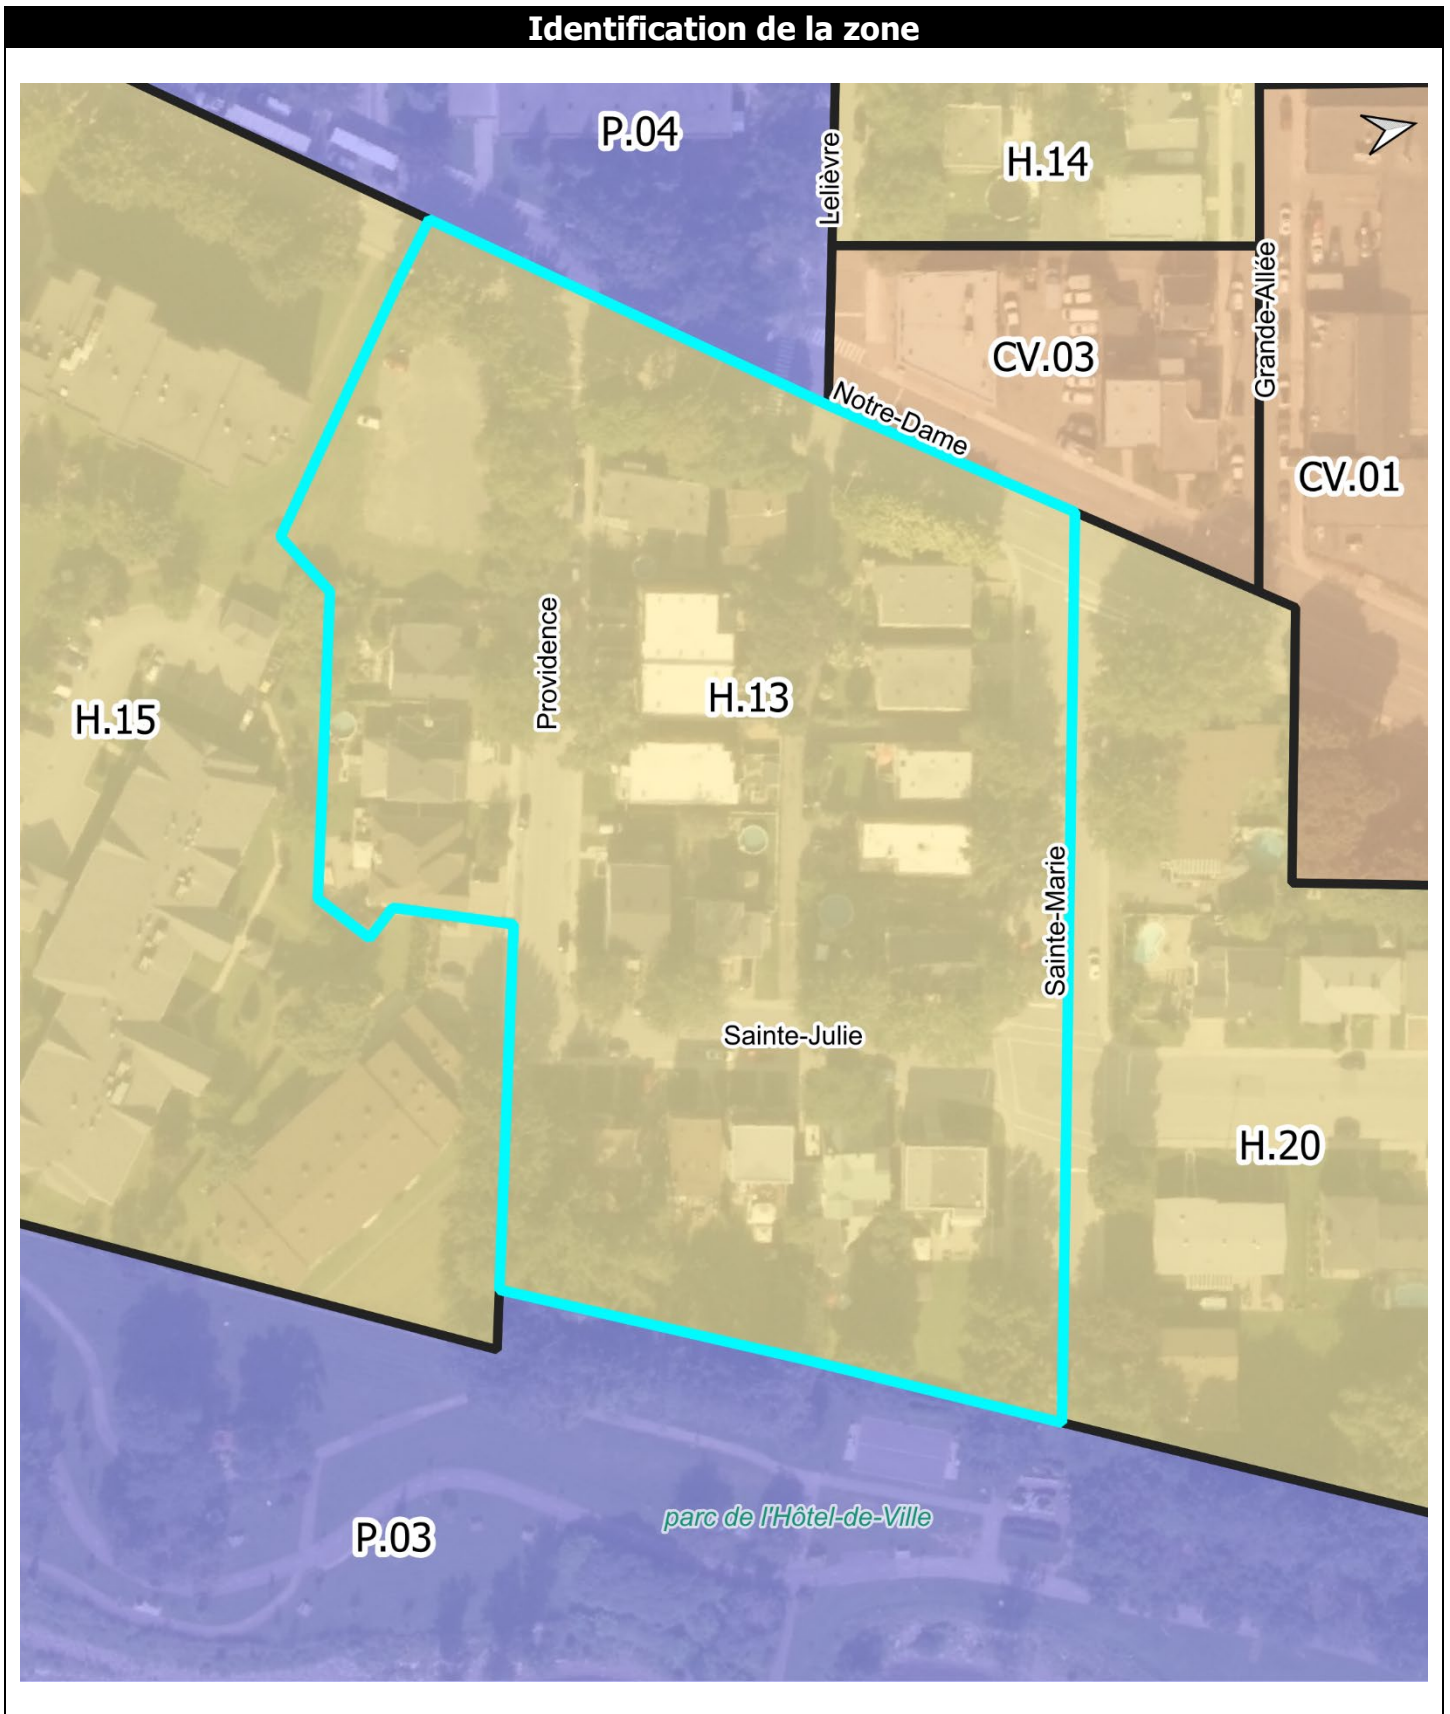 Identification de la zone
P.04
Lelièvre
H.14
Grande-Allée
CV.03
Notre-Dame
CV.01
Providence
H.13
H.15
Sainte-Marie
Sainte-Julie
H.20
parc de l'Hôtel-de-Ville
P.03